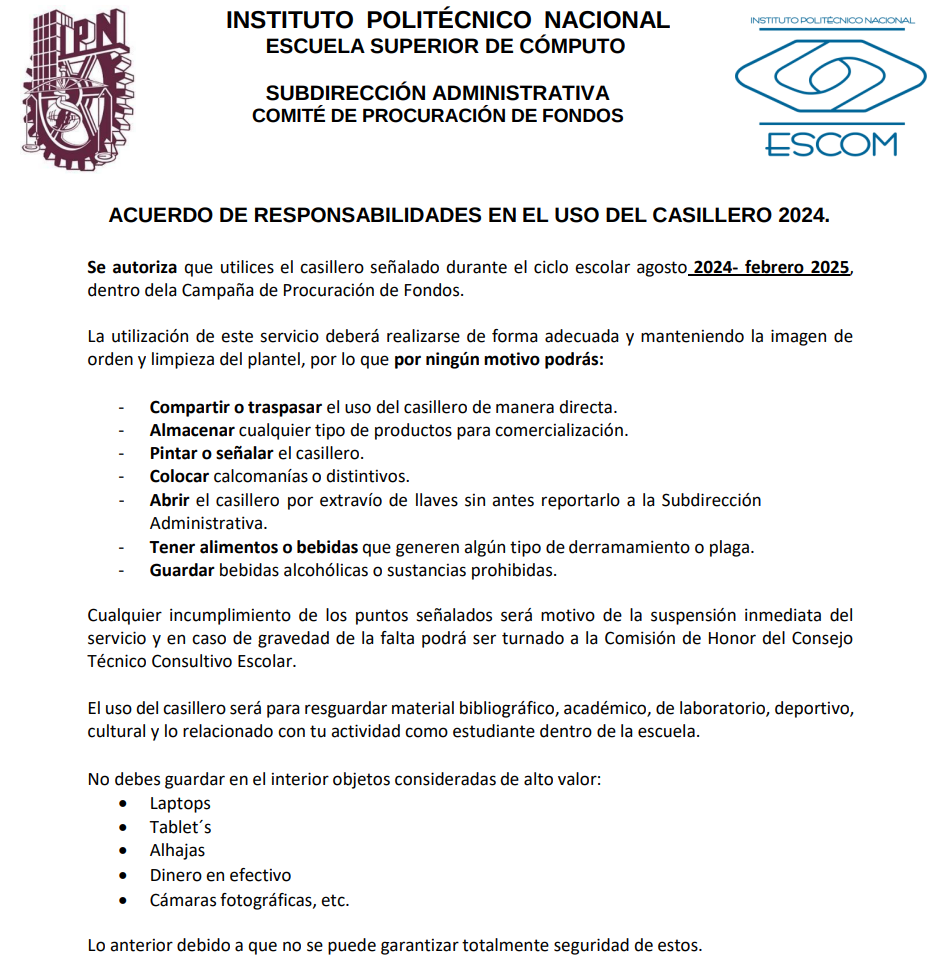 INSTITUTO POLITÉCNICO NACIONAL
ESCUELA SUPERIOR DE CÓMPUTO
SUBDIRECCIÓN ADMINISTRATIVA
COMITÉ DE PROCURACIÓN DE FONDOS
IPN
INSTITUTO POLITÉCNICO NACIONAL
ESCOM
ACUERDO DE RESPONSABILIDADES EN EL USO DEL CASILLERO 2024.
Se autoriza que utilices el casillero señalado durante el ciclo escolar agosto 2024- febrero 2025,
dentro dela Campaña de Procuración de Fondos.
La utilización de este servicio deberá realizarse de forma adecuada y manteniendo la imagen de
orden y limpieza del plantel, por lo que por ningún motivo podrás:
- Compartir o traspasar el uso del casillero de manera directa.
- Almacenar cualquier tipo de productos para comercialización.
- Pintar o señalar el casillero.
- Colocar calcomanías o distintivos.
- Abrir el casillero por extravío de llaves sin antes reportarlo a la Subdirección
Administrativa.
- Tener alimentos o bebidas que generen algún tipo de derramamiento o plaga.
- Guardar bebidas alcohólicas o sustancias prohibidas.
Cualquier incumplimiento de los puntos señalados será motivo de la suspensión inmediata del
servicio y en caso de gravedad de la falta podrá ser turnado a la Comisión de Honor del Consejo
Técnico Consultivo Escolar.
El uso del casillero será para resguardar material bibliográfico, académico, de laboratorio, deportivo,
cultural y lo relacionado con tu actividad como estudiante dentro de la escuela.
No debes guardar en el interior objetos consideradas de alto valor:
• Laptops
• Tablet´s
• Alhajas
• Dinero en efectivo
• Cámaras fotográficas, etc.
Lo anterior debido a que no se puede garantizar totalmente seguridad de estos.